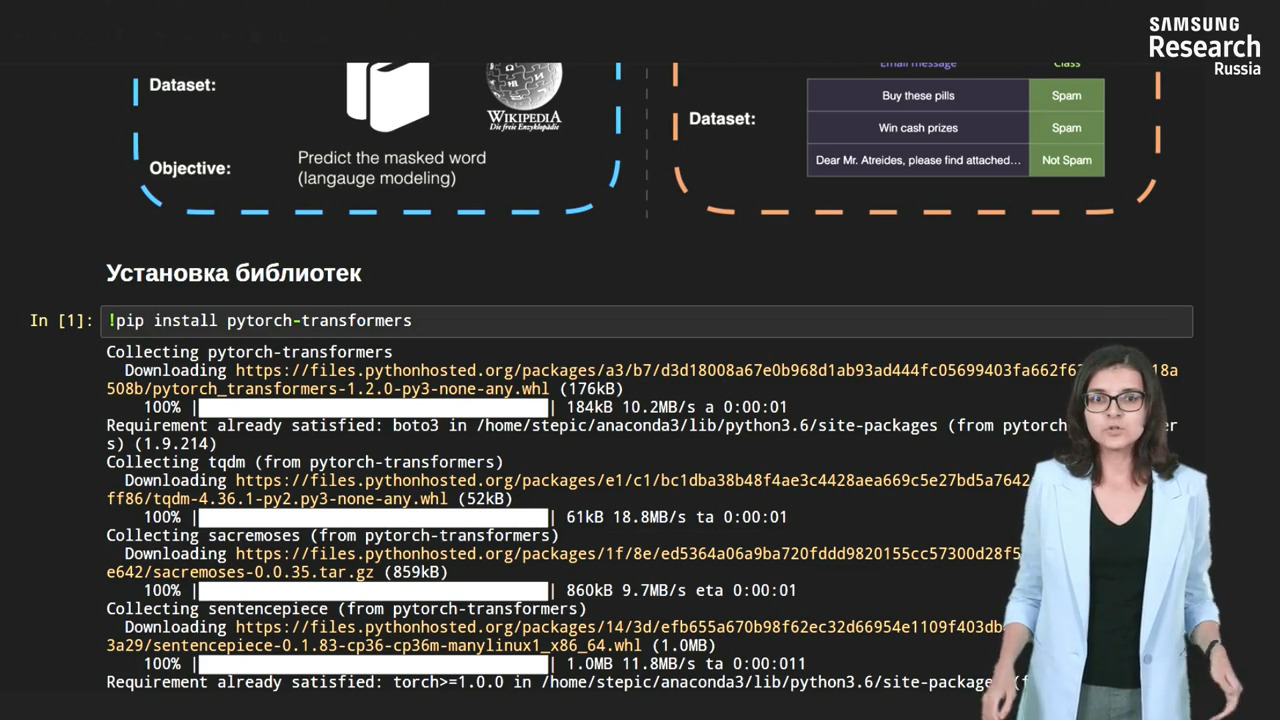 SAMSUNG
Research
Russia
Dataset:
WIKIPEDIA
Die freie Enzyklopädie
Objective:
Predict the masked word
(langauge modeling)
Email message
Class
Dataset:
Buy these pills
Spam
Win cash prizes
Spam
Dear Mr. Atreides, please find attached...
Not Spam
Установка библиотек
In [1]:
!pip install pytorch-transformers
Collecting pytorch-transformers
Downloading https://files.pythonhosted.org/packages/a3/b7/d3d18008a67e0b968d1ab93ad444fc05699403fa662f6
508b/pytorch_transformers-1.2.0-py3-none-any.whl (176kB)
100% | | 184kB 10.2MB/s a 0:00:01
Requirement already satisfied: boto3 in /home/stepic/anaconda3/lib/python3.6/site-packages (from pytorch
s) (1.9.214)
Collecting tqdm (from pytorch-transformers)
Downloading https://files.pythonhosted.org/packages/e1/c1/bc1dba38b48f4ae3c4428aea669c5e27bd5a7642
ff86/tqdm-4.36.1-py2.py3-none-any.whl (52kB)
100% | | 61kB 18.8MB/s ta 0:00:01
Collecting sacremoses (from pytorch-transformers)
Downloading https://files.pythonhosted.org/packages/1f/8e/ed5364a06a9ba720fddd9820155cc57300d28f5
e642/sacremoses-0.0.35.tar.gz (859kB)
100% | | 860kB 9.7MB/s eta 0:00:01
Collecting sentencepiece (from pytorch-transformers)
Downloading https://files.pythonhosted.org/packages/14/3d/efb655a670b98f62ec32d66954e1109f403db
3a29/sentencepiece-0.1.83-cp36-cp36m-manylinux1_x86_64.whl (1.0MB)
100% | | 1.0MB 11.8MB/s ta 0:00:011
Requirement already satisfied: torch>=1.0.0 in /home/stepic/anaconda3/lib/python3.6/site-package